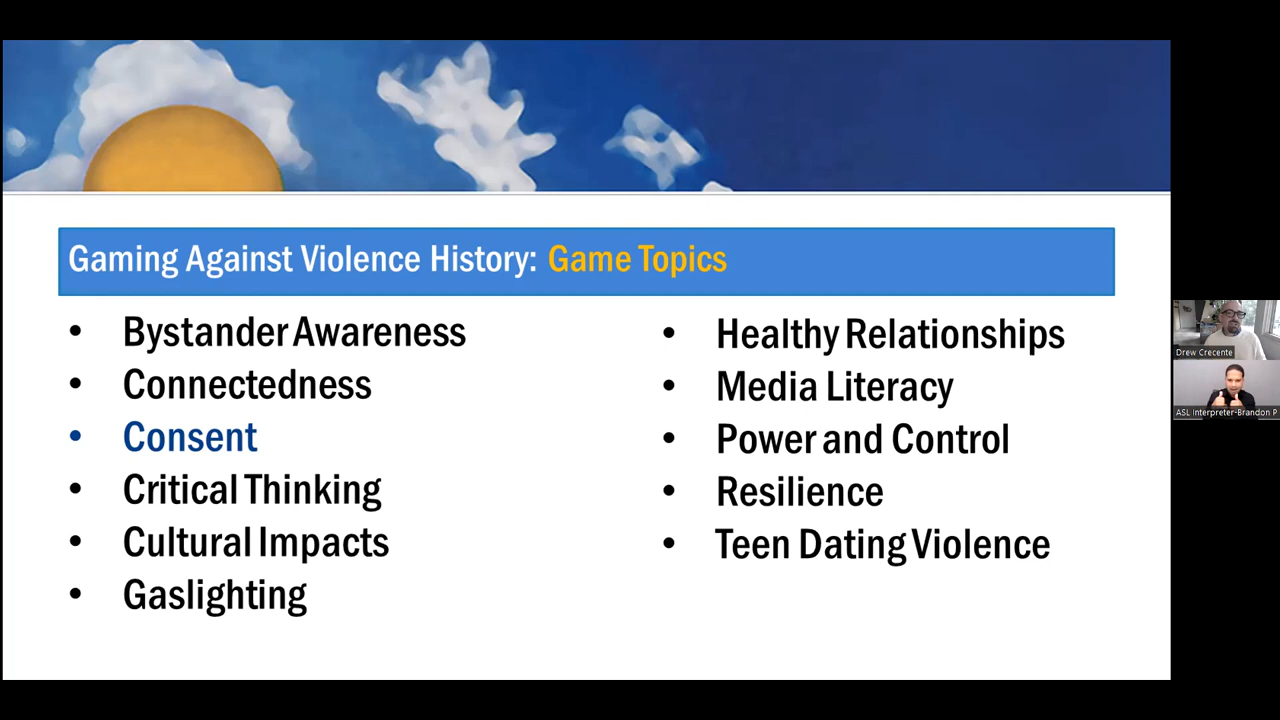 Gaming Against Violence History: Game Topics
• Bystander Awareness
• Connectedness
• Consent
• Critical Thinking
• Cultural Impacts
• Gaslighting
• Healthy Relationships
• Media Literacy
• Power and Control
• Resilience
• Teen Dating Violence
Drew Crecente
ASL Interpreter-Brandon P